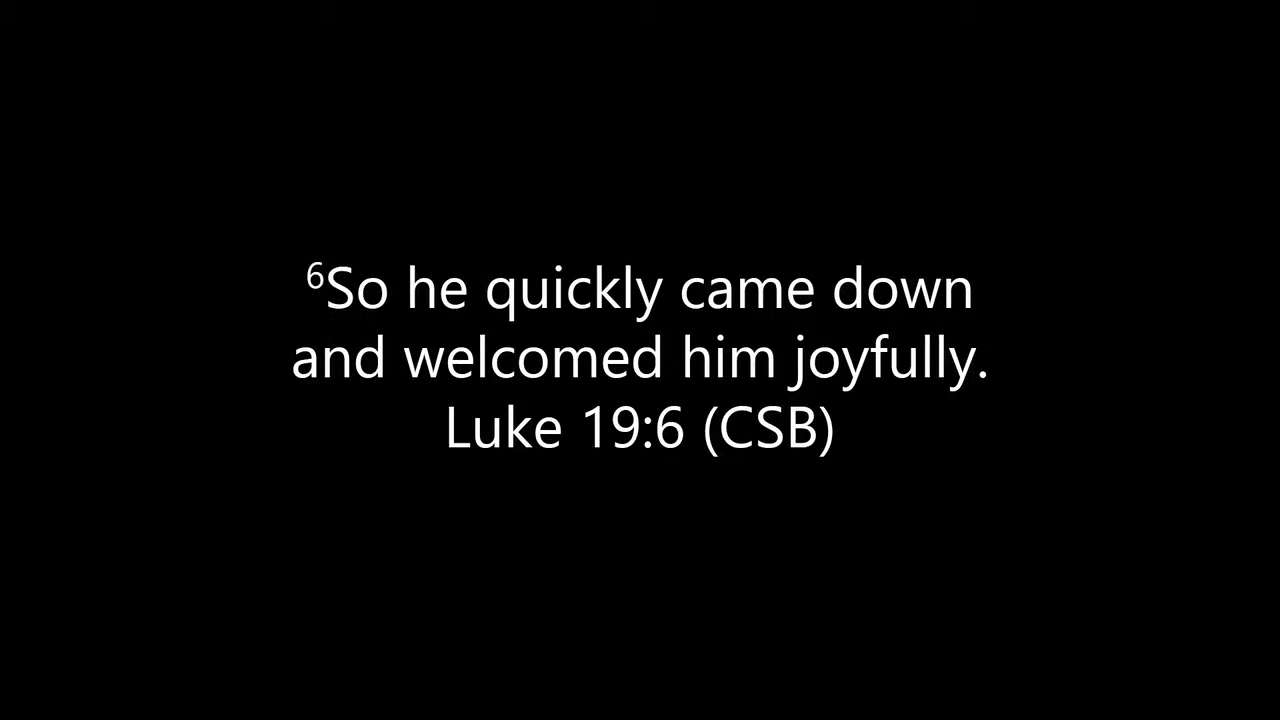 ⁶So he quickly came down
and welcomed him joyfully.
Luke 19:6 (CSB)